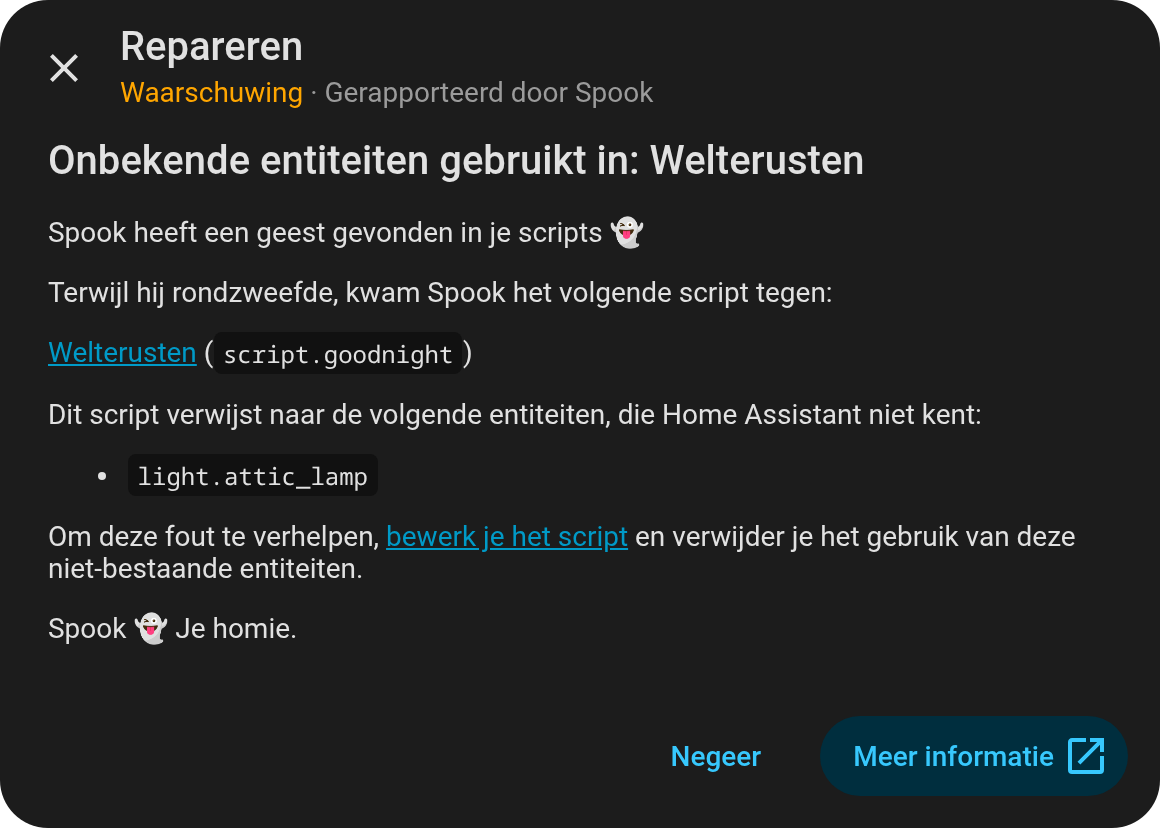 Repareren
Waarschuwing · Gerapporteerd door Spook
Onbekende entiteiten gebruikt in: Welterusten
Spook heeft een geest gevonden in je scripts 👻
Terwijl hij rondzweefde, kwam Spook het volgende script tegen:
Welterusten (script.goodnight)
Dit script verwijst naar de volgende entiteiten, die Home Assistant niet kent:
• light.attic_lamp
Om deze fout te verhelpen, bewerk je het script en verwijder je het gebruik van deze
niet-bestaande entiteiten.
Spook 👻 Je homie.
Negeer
Meer informatie